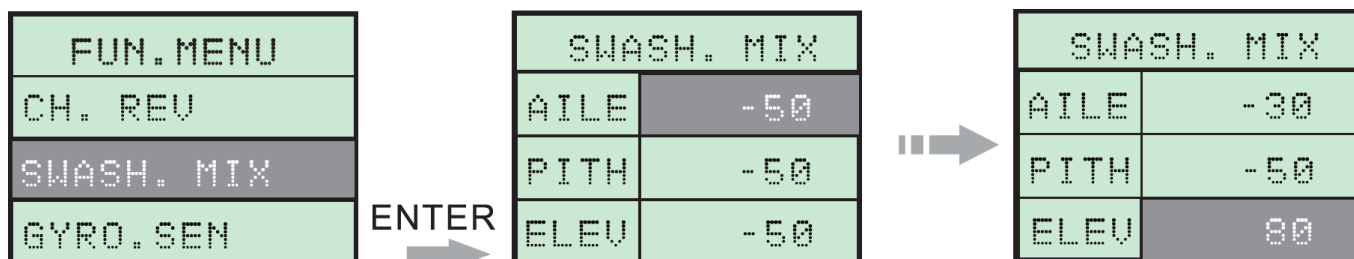 FUN.MENU
CH. REV
SWASH. MIX
GYRO.SEN
ENTER
SWASH. MIX
AILE -50
PITH -50
ELEV -50
SWASH. MIX
AILE -30
PITH -50
ELEV 80